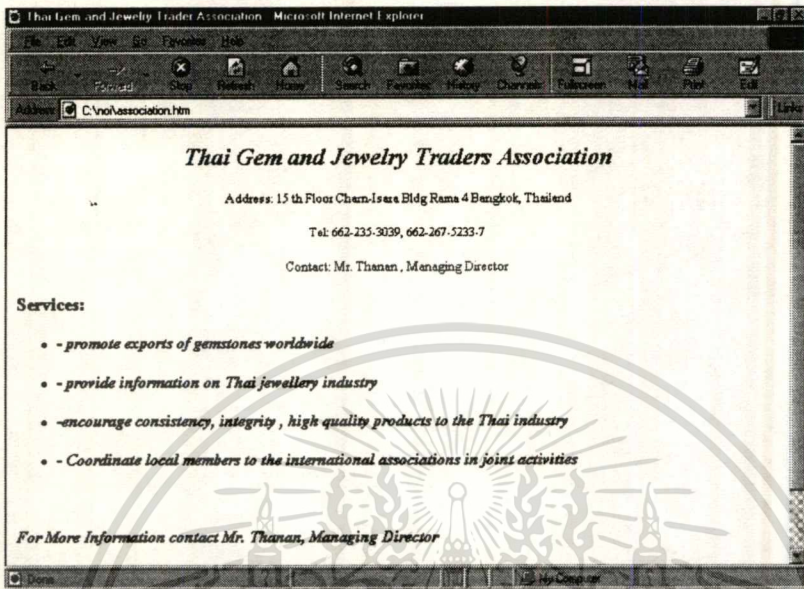 Thai Gem and Jewelry Trader Association - Microsoft Internet Explorer
File Edit View Go Favorites Help
Back Forward Stop Refresh Home Search Favorites History Channels Fullscreen Mail Print Edit
Address C:\noi\association.htm Links
Thai Gem and Jewelry Traders Association
Address: 15 th Floor Charn-Isara Bldg Rama 4 Bangkok, Thailand
Tel: 662-235-3039, 662-267-5233-7
Contact: Mr. Thanan , Managing Director
Services:
• - promote exports of gemstones worldwide
• - provide information on Thai jewellery industry
• -encourage consistency, integrity , high quality products to the Thai industry
• - Coordinate local members to the international associations in joint activities
For More Information contact Mr. Thanan, Managing Director
Done My Computer